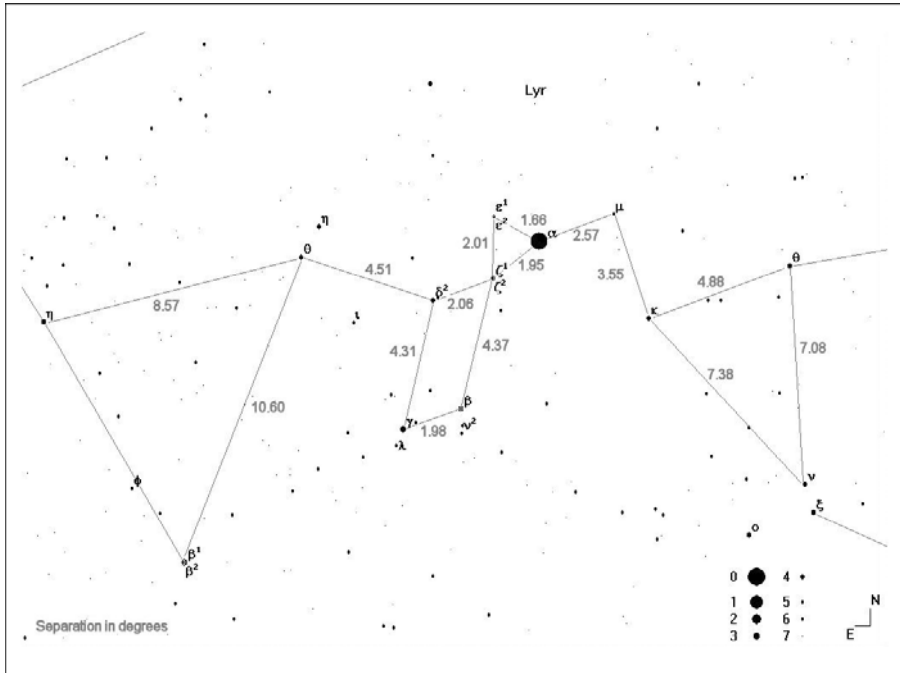 Lyr
ε¹
μ
η
ε²
1.66
α
2.01
2.57
θ
θ
ζ¹
1.95
4.51
3.55
ζ²
4.88
δ²
8.57
2.06
η
ι
κ
4.31
4.37
7.08
7.38
10.60
β
γ
ν²
1.98
λ
φ
ν
ξ
ο
β¹
β²
0 4
1 5
N
2 6
Separation in degrees
3 7
E